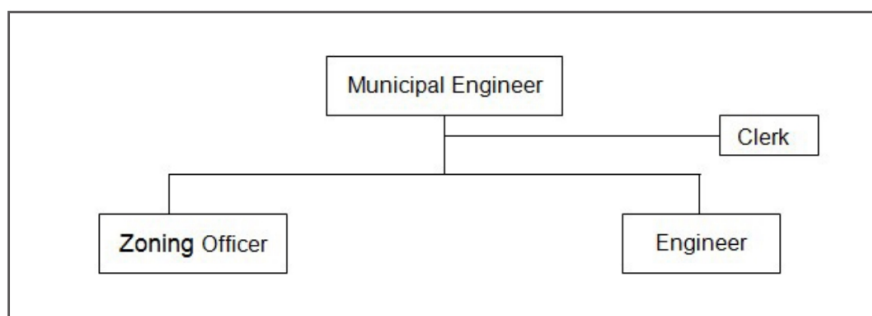 Municipal Engineer
Clerk
Zoning Officer
Engineer